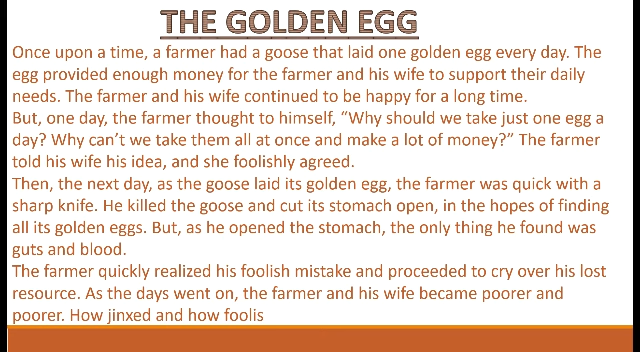 THE GOLDEN EGG
Once upon a time, a farmer had a goose that laid one golden egg every day. The
egg provided enough money for the farmer and his wife to support their daily
needs. The farmer and his wife continued to be happy for a long time.
But, one day, the farmer thought to himself, “Why should we take just one egg a
day? Why can’t we take them all at once and make a lot of money?” The farmer
told his wife his idea, and she foolishly agreed.
Then, the next day, as the goose laid its golden egg, the farmer was quick with a
sharp knife. He killed the goose and cut its stomach open, in the hopes of finding
all its golden eggs. But, as he opened the stomach, the only thing he found was
guts and blood.
The farmer quickly realized his foolish mistake and proceeded to cry over his lost
resource. As the days went on, the farmer and his wife became poorer and
poorer. How jinxed and how foolis